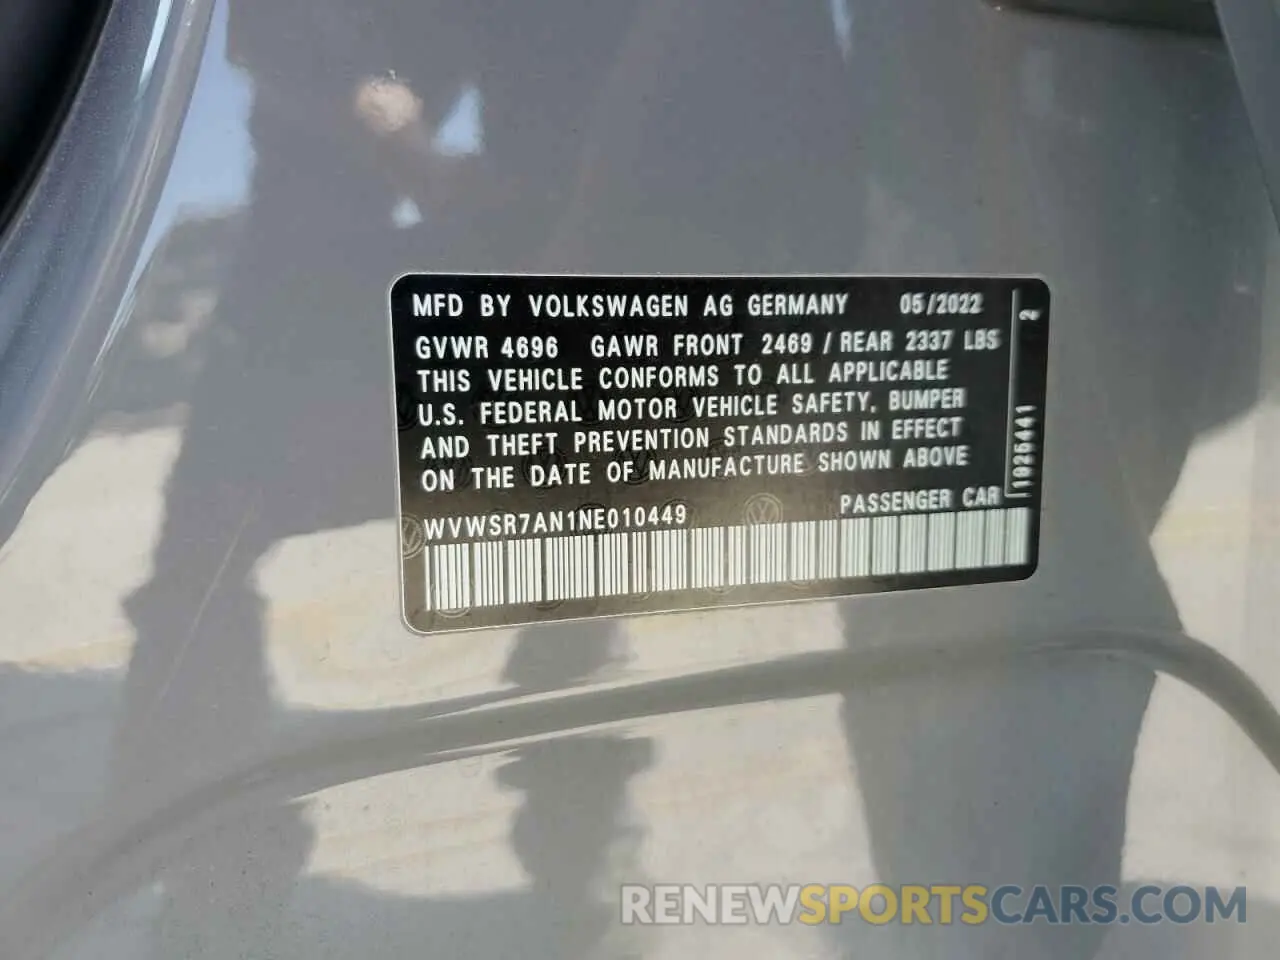 MFD BY VOLKSWAGEN AG GERMANY 05/2022
GVWR 4696 GAWR FRONT 2469 / REAR 2337 LBS
THIS VEHICLE CONFORMS TO ALL APPLICABLE
U.S. FEDERAL MOTOR VEHICLE SAFETY, BUMPER
AND THEFT PREVENTION STANDARDS IN EFFECT
ON THE DATE OF MANUFACTURE SHOWN ABOVE
WVWSR7AN1NE010449 PASSENGER CAR
1926441 2
RENEWSPORTSCARS.COM